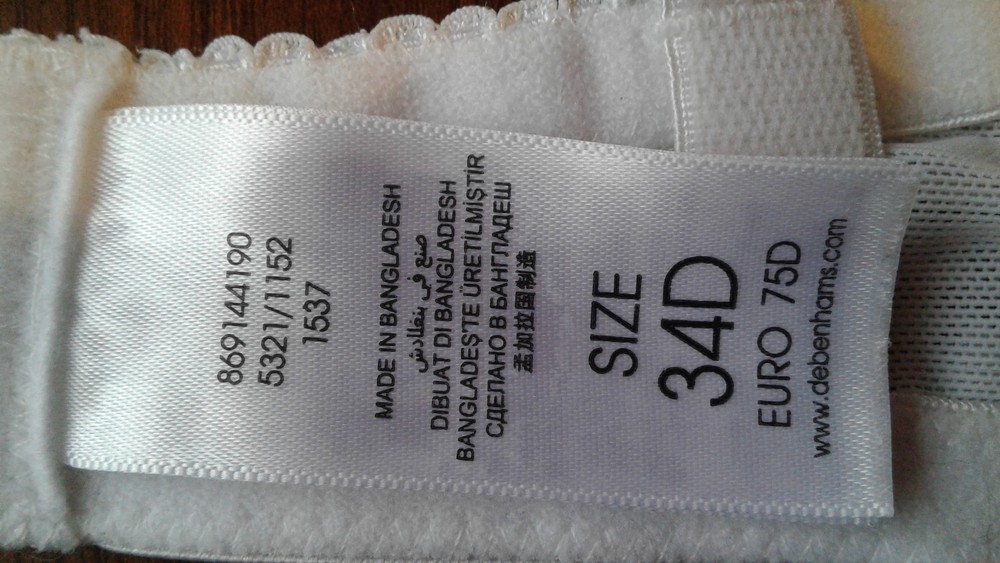 869144190
5321/1152
1537
MADE IN BANGLADESH
صنع في بنغلادش
DIBUAT DI BANGLADESH
BANGLADEŞ'TE ÜRETİLMİŞTİR
СДЕЛАНО В БАНГЛАДЕШ
孟加拉国制造
SIZE
34D
EURO 75D
www.debenhams.com